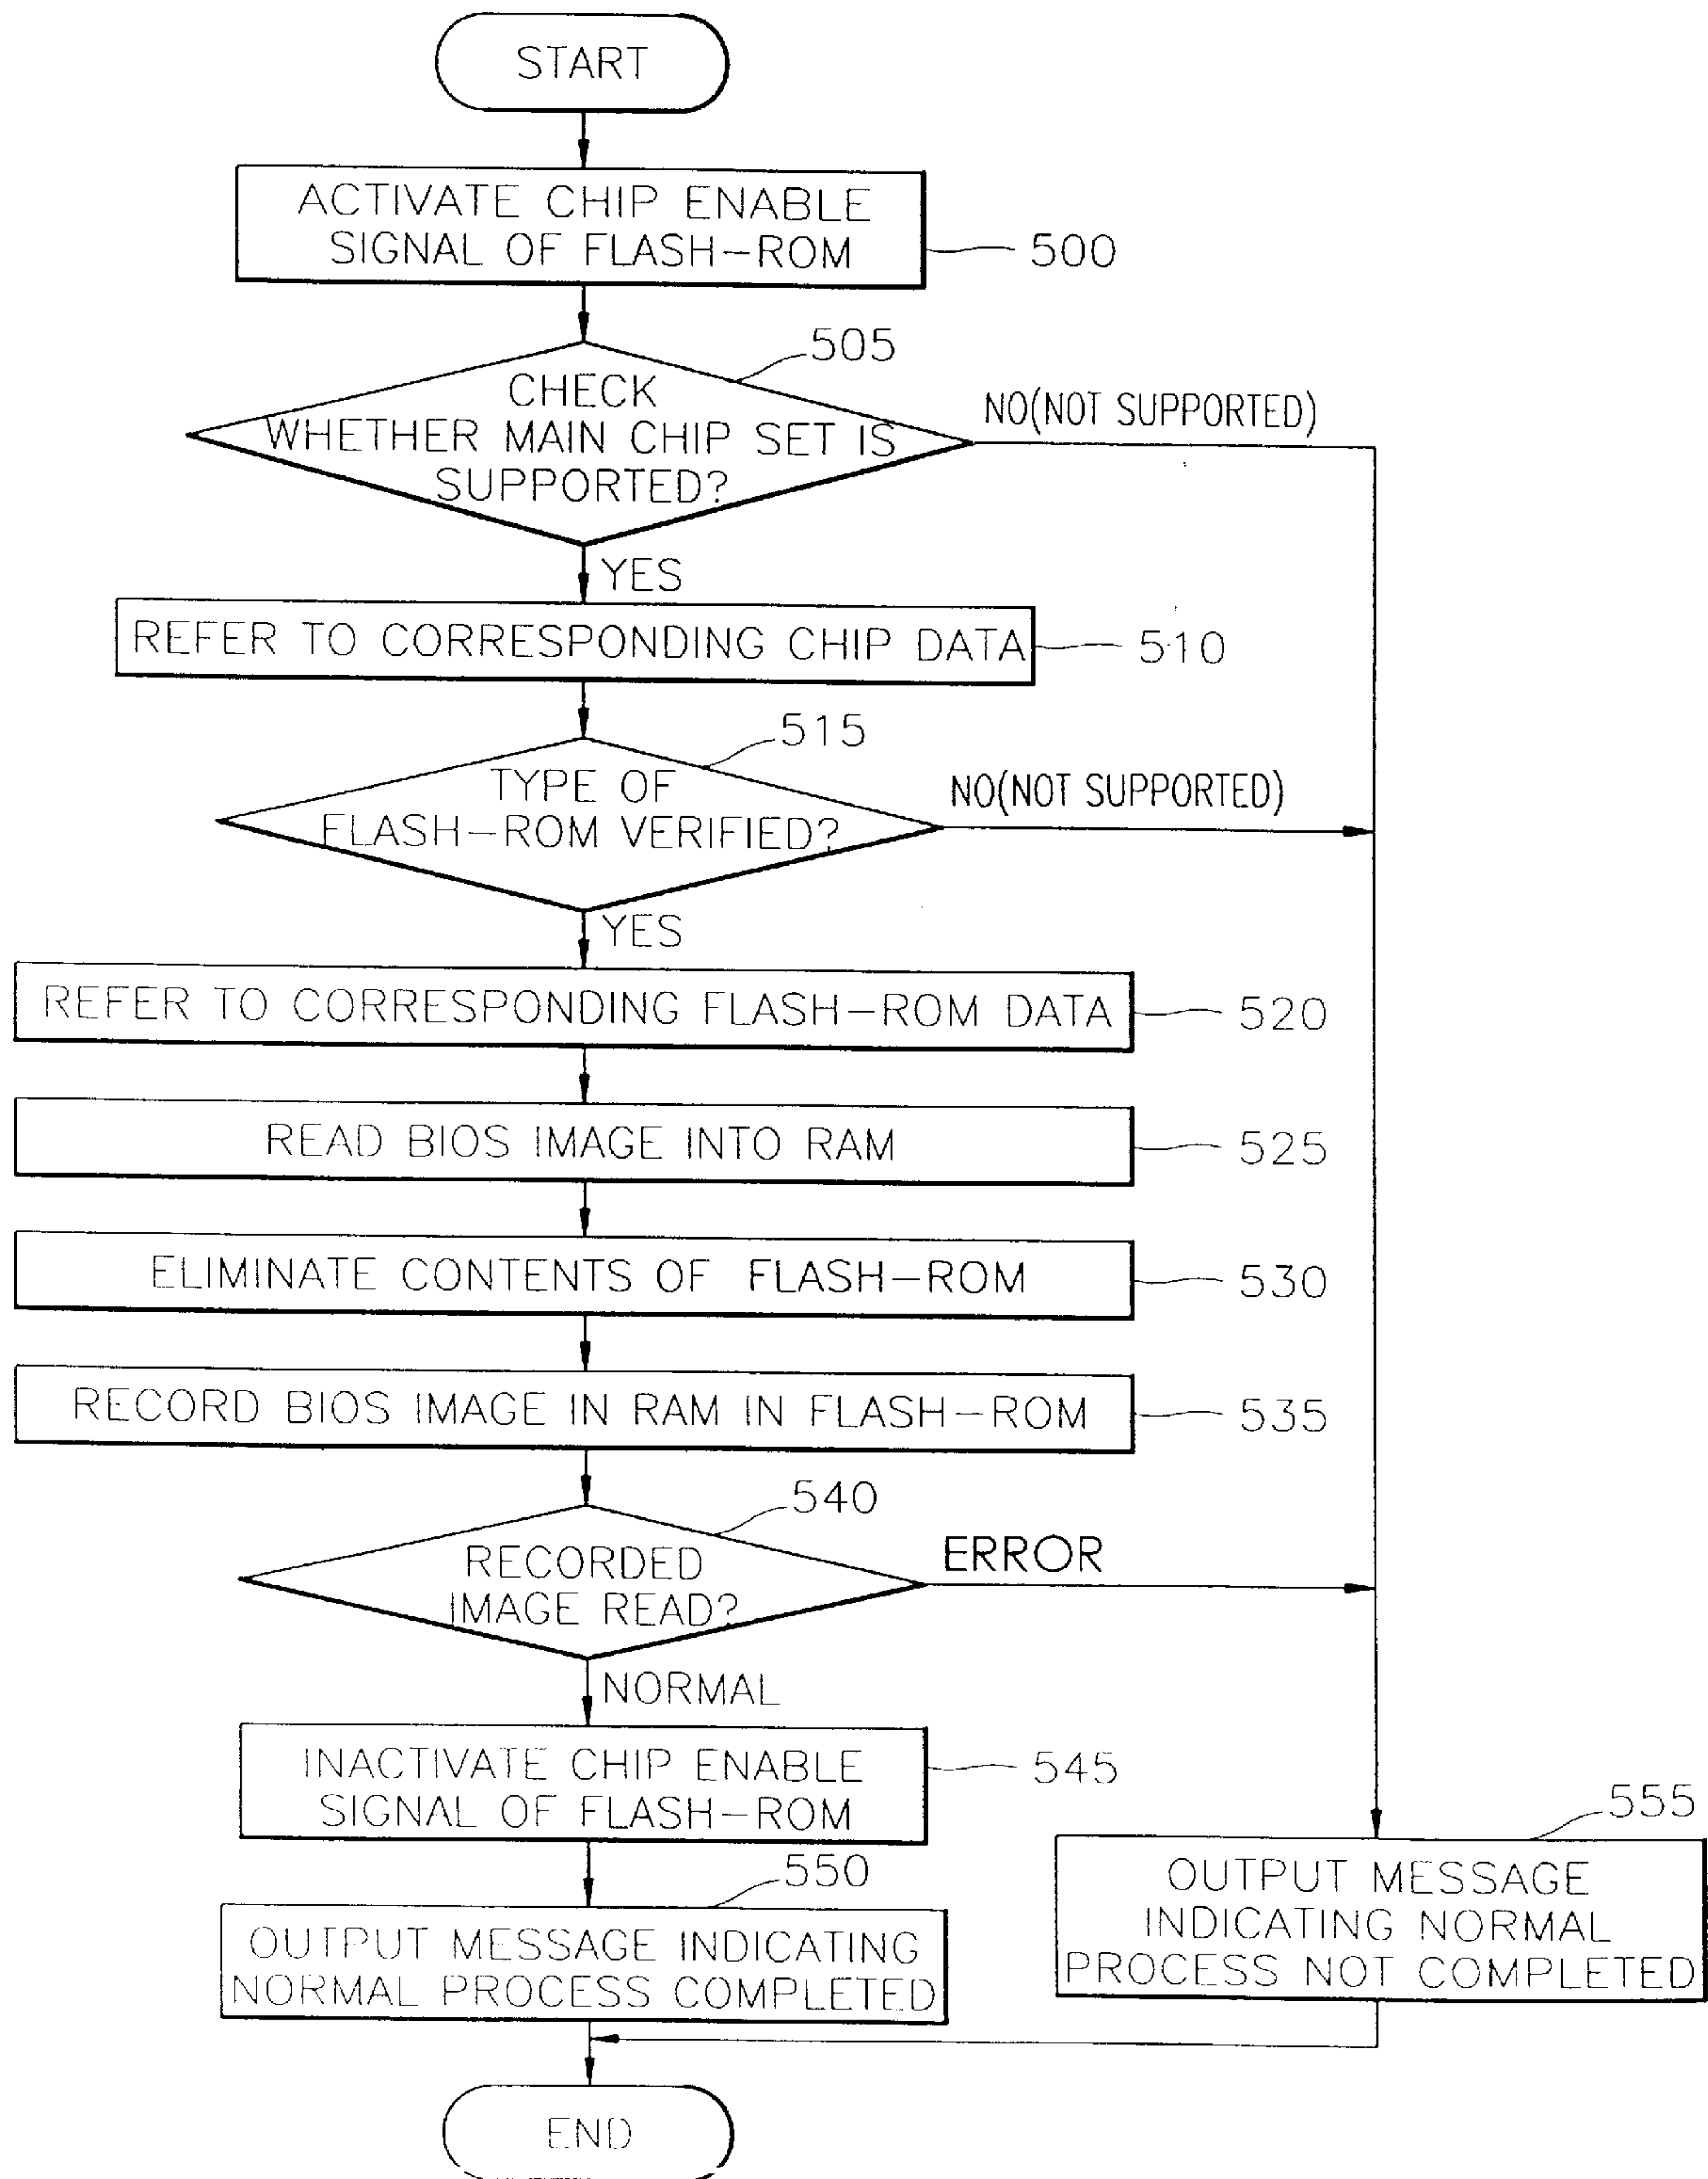 START
ACTIVATE CHIP ENABLE
SIGNAL OF FLASH-ROM
500
505
CHECK
WHETHER MAIN CHIP SET IS
SUPPORTED?
NO(NOT SUPPORTED)
YES
REFER TO CORRESPONDING CHIP DATA
510
515
TYPE OF
FLASH-ROM VERIFIED?
NO(NOT SUPPORTED)
YES
REFER TO CORRESPONDING FLASH-ROM DATA
520
READ BIOS IMAGE INTO RAM
525
ELIMINATE CONTENTS OF FLASH-ROM
530
RECORD BIOS IMAGE IN RAM IN FLASH-ROM
535
540
RECORDED
IMAGE READ?
ERROR
NORMAL
INACTIVATE CHIP ENABLE
SIGNAL OF FLASH-ROM
545
550
OUTPUT MESSAGE INDICATING
NORMAL PROCESS COMPLETED
555
OUTPUT MESSAGE
INDICATING NORMAL
PROCESS NOT COMPLETED
END